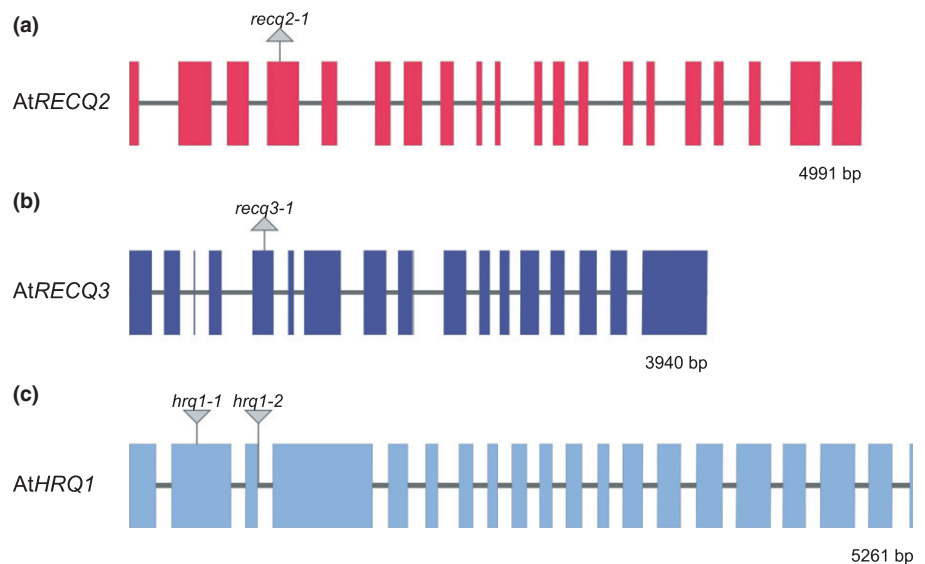 (a)
recq2-1
AtRECQ2
4991 bp
(b)
recq3-1
AtRECQ3
3940 bp
(c)
hrq1-1 hrq1-2
AtHRQ1
5261 bp